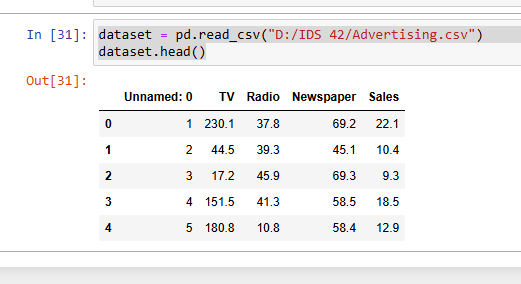 In [31]: dataset = pd.read_csv("D:/IDS 42/Advertising.csv")
dataset.head()
Out[31]:
Unnamed: 0 TV Radio Newspaper Sales
0 1 230.1 37.8 69.2 22.1
1 2 44.5 39.3 45.1 10.4
2 3 17.2 45.9 69.3 9.3
3 4 151.5 41.3 58.5 18.5
4 5 180.8 10.8 58.4 12.9